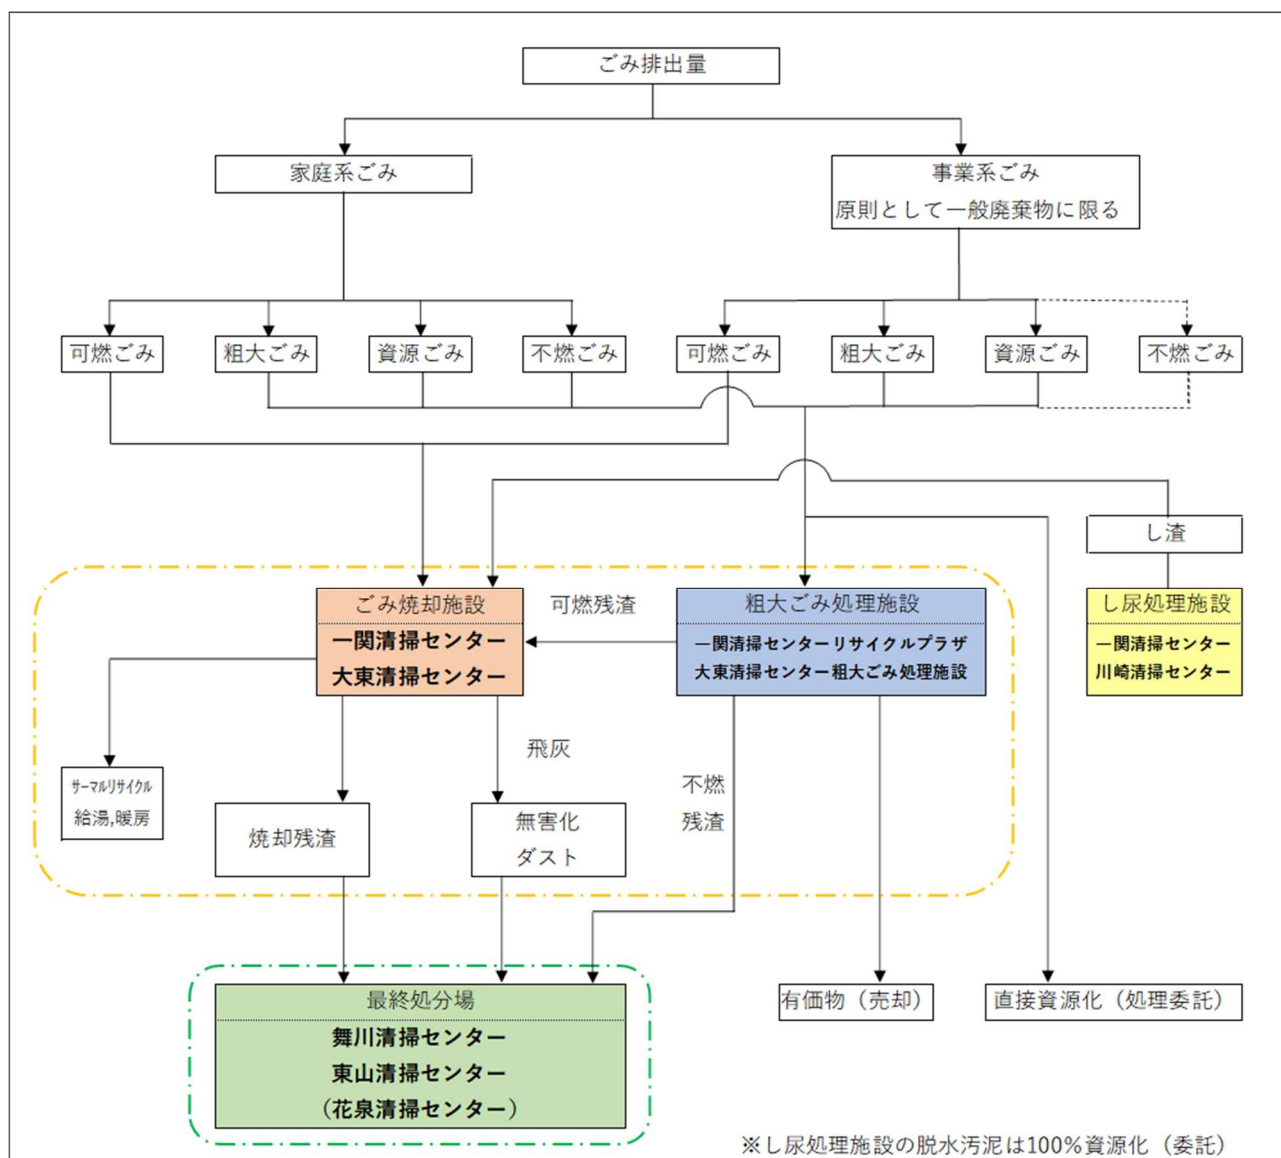 ごみ排出量
家庭系ごみ
事業系ごみ
原則として一般廃棄物に限る
可燃ごみ
粗大ごみ
資源ごみ
不燃ごみ
可燃ごみ
粗大ごみ
資源ごみ
不燃ごみ
し渣
ごみ焼却施設
一関清掃センター
大東清掃センター
可燃残渣
粗大ごみ処理施設
一関清掃センターリサイクルプラザ
大東清掃センター粗大ごみ処理施設
し尿処理施設
一関清掃センター
川崎清掃センター
飛灰
不燃
残渣
サーマルリサイクル
給湯,暖房
焼却残渣
無害化
ダスト
最終処分場
舞川清掃センター
東山清掃センター
(花泉清掃センター)
有価物（売却）
直接資源化（処理委託）
※し尿処理施設の脱水汚泥は100%資源化（委託）